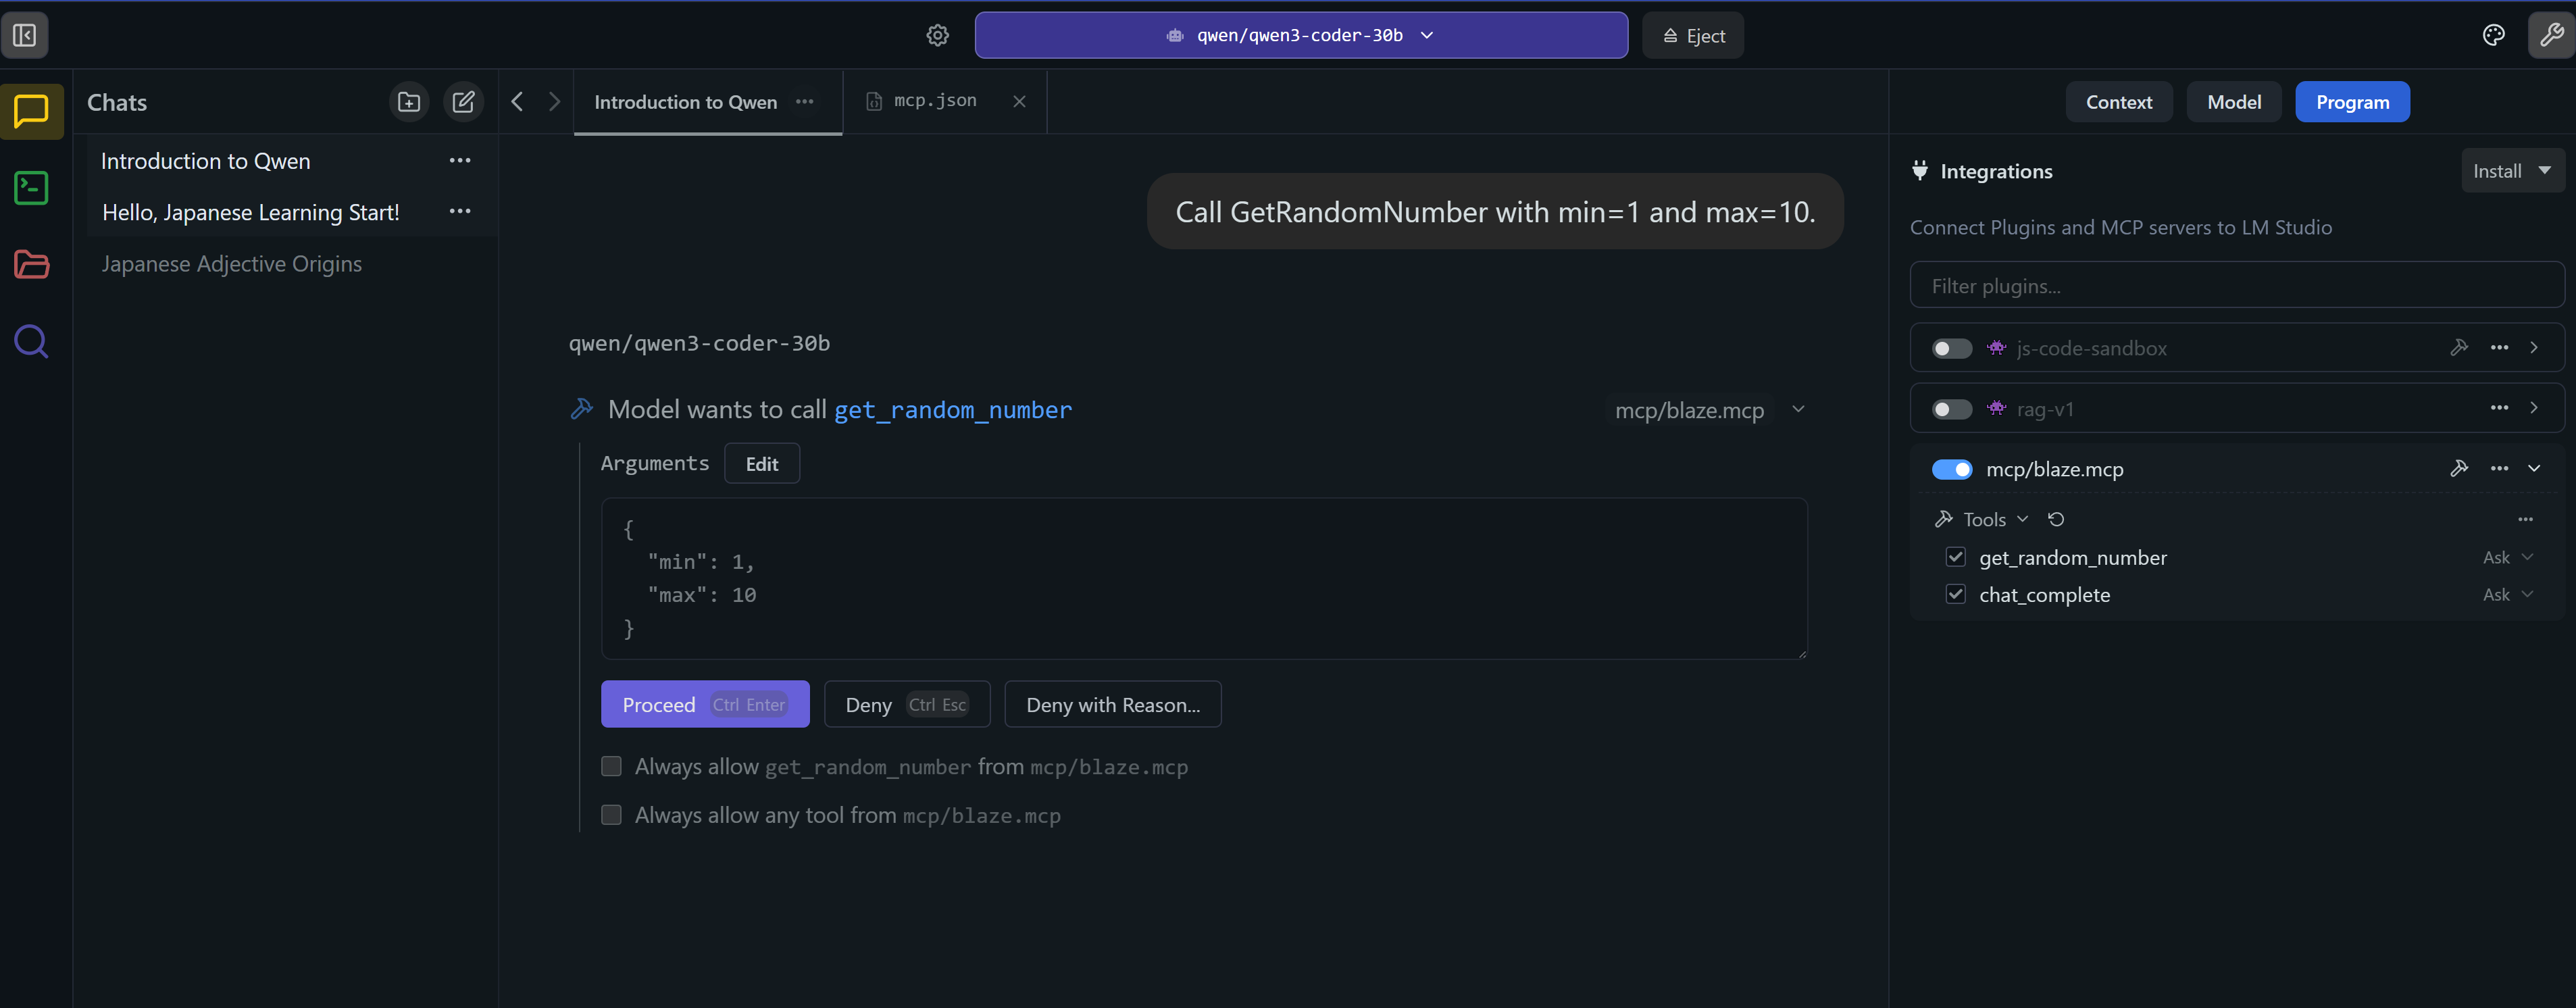 qwen/qwen3-coder-30b
Eject
Chats
Introduction to Qwen
Hello, Japanese Learning Start!
Japanese Adjective Origins
Introduction to Qwen
mcp.json
Call GetRandomNumber with min=1 and max=10.
qwen/qwen3-coder-30b
Model wants to call get_random_number
mcp/blaze.mcp
Arguments
Edit
{
"min": 1,
"max": 10
}
Proceed Ctrl Enter
Deny Ctrl Esc
Deny with Reason...
Always allow get_random_number from mcp/blaze.mcp
Always allow any tool from mcp/blaze.mcp
Context
Model
Program
Integrations
Install
Connect Plugins and MCP servers to LM Studio
Filter plugins...
js-code-sandbox
rag-v1
mcp/blaze.mcp
Tools
get_random_number
Ask
chat_complete
Ask